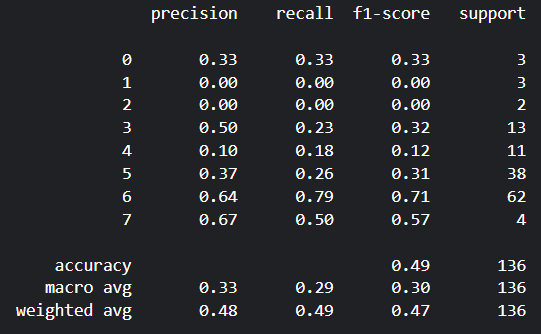 precision recall f1-score support
0 0.33 0.33 0.33 3
1 0.00 0.00 0.00 3
2 0.00 0.00 0.00 2
3 0.50 0.23 0.32 13
4 0.10 0.18 0.12 11
5 0.37 0.26 0.31 38
6 0.64 0.79 0.71 62
7 0.67 0.50 0.57 4
accuracy 0.49 136
macro avg 0.33 0.29 0.30 136
weighted avg 0.48 0.49 0.47 136